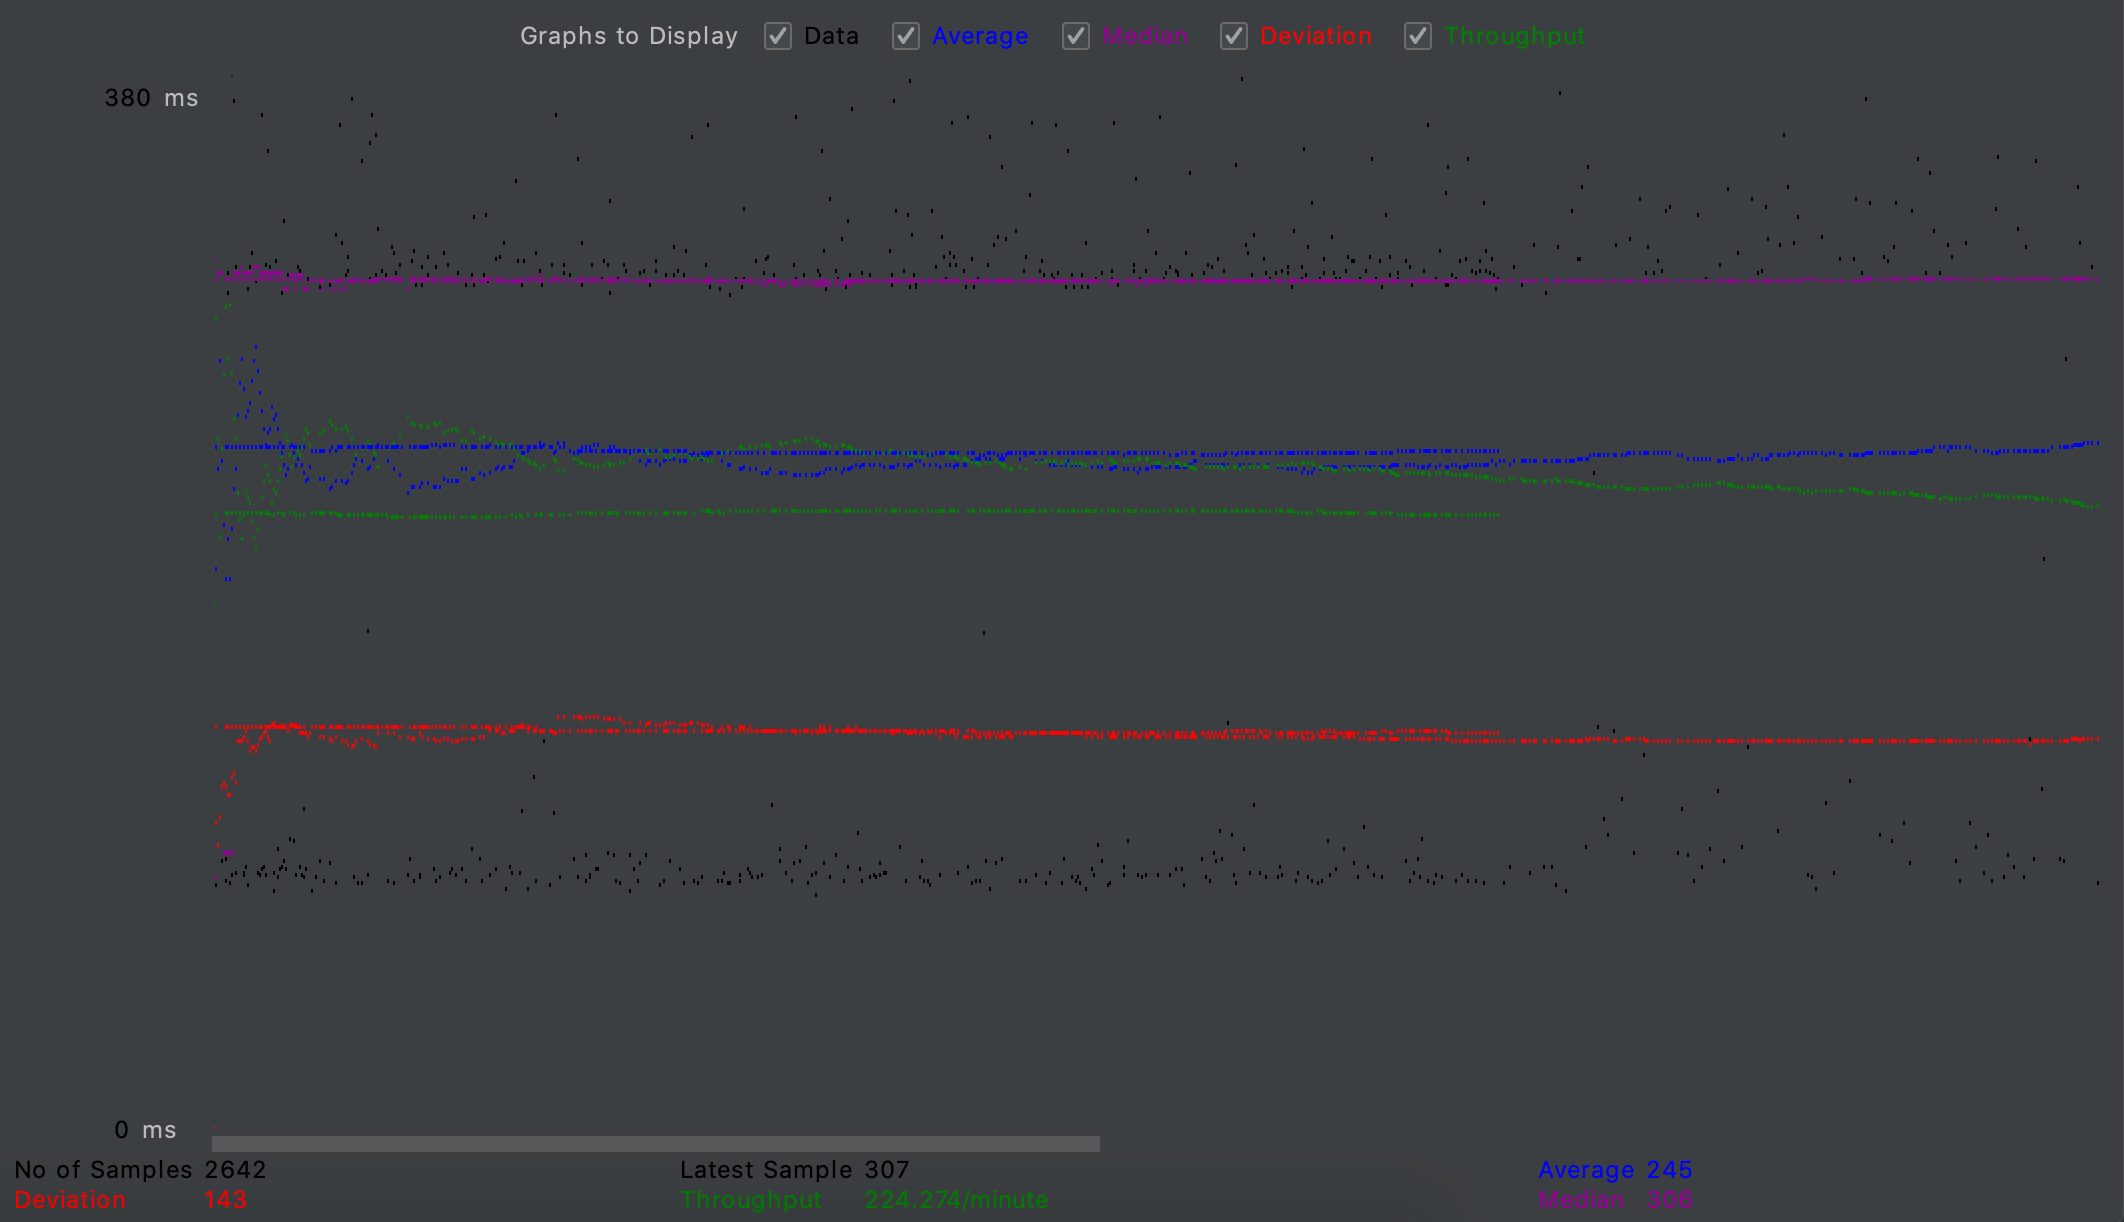 Graphs to Display Data Average Median Deviation Throughput
380 ms
0 ms
No of Samples 2642 Latest Sample 307 Average 245
Deviation 143 Throughput 224.274/minute Median 306